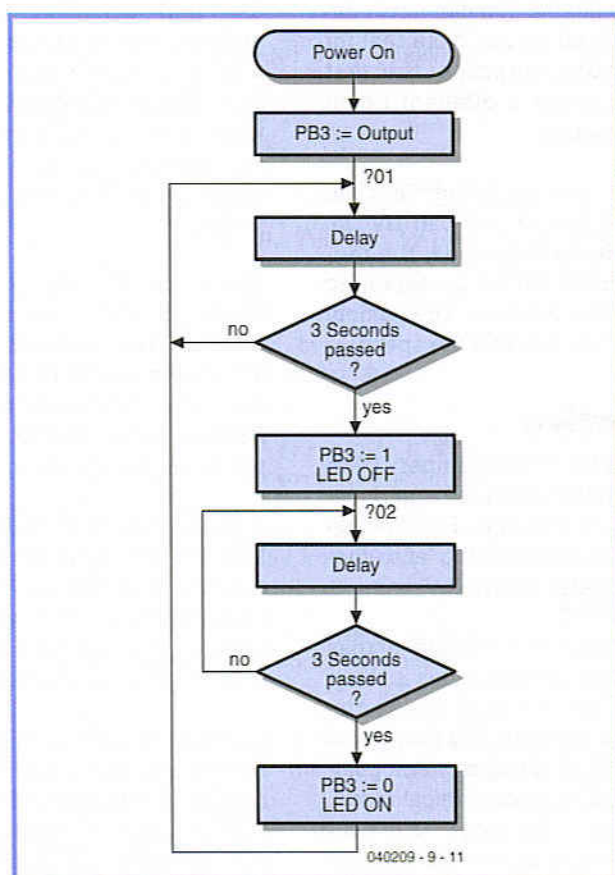 Power On
PB3 := Output
?01
Delay
3 Seconds
passed
?
no
yes
PB3 := 1
LED OFF
?02
Delay
3 Seconds
passed
?
no
yes
PB3 := 0
LED ON
040209 - 9 - 11